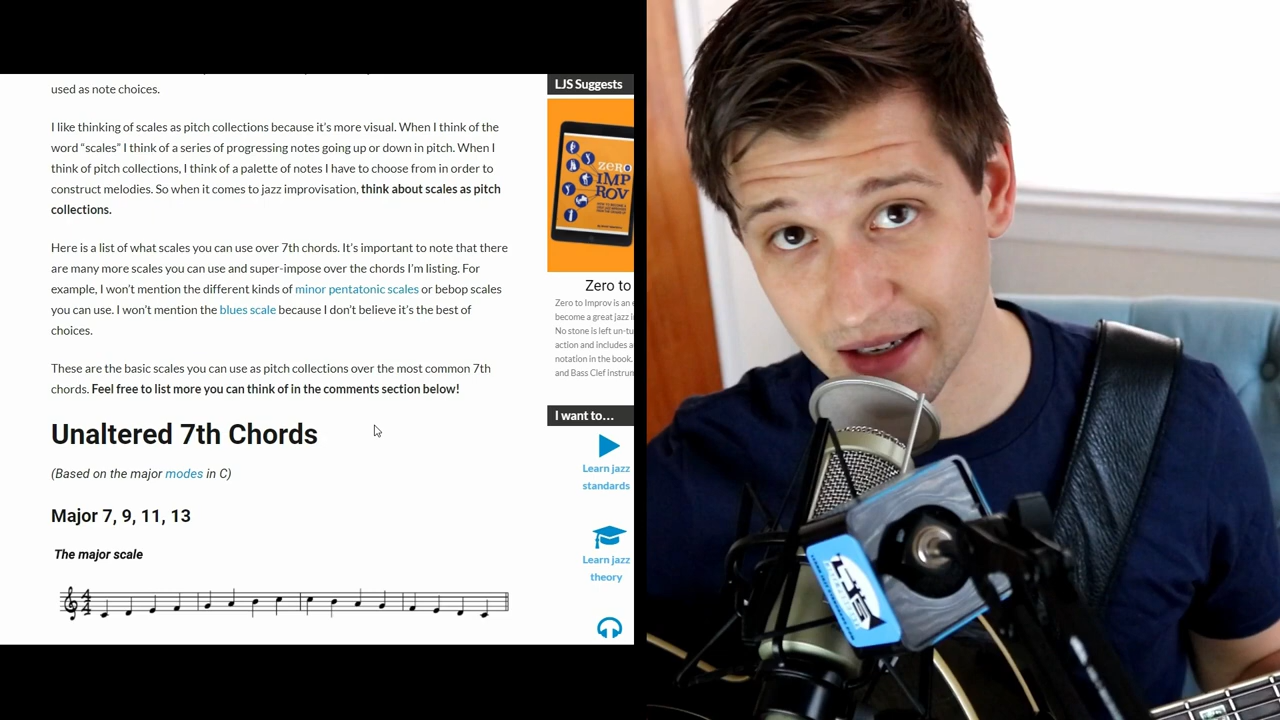 used as note choices.
I like thinking of scales as pitch collections because it's more visual. When I think of the
word “scales” I think of a series of progressing notes going up or down in pitch. When I
think of pitch collections, I think of a palette of notes I have to choose from in order to
construct melodies. So when it comes to jazz improvisation, think about scales as pitch
collections.
Here is a list of what scales you can use over 7th chords. It's important to note that there
are many more scales you can use and super-impose over the chords I'm listing. For
example, I won't mention the different kinds of minor pentatonic scales or bebop scales
you can use. I won't mention the blues scale because I don't believe it's the best of
choices.
These are the basic scales you can use as pitch collections over the most common 7th
chords. Feel free to list more you can think of in the comments section below!
Unaltered 7th Chords
(Based on the major modes in C)
Major 7, 9, 11, 13
The major scale
4
4
LJS Suggests
ZERO
IMP
ROV
Zero to
Zero to Improv is an
become a great jazz i
No stone is left un-tu
action and includes a
notation in the book.
and Bass Clef instrum
I want to…
Learn jazz
standards
Learn jazz
theory
LJS